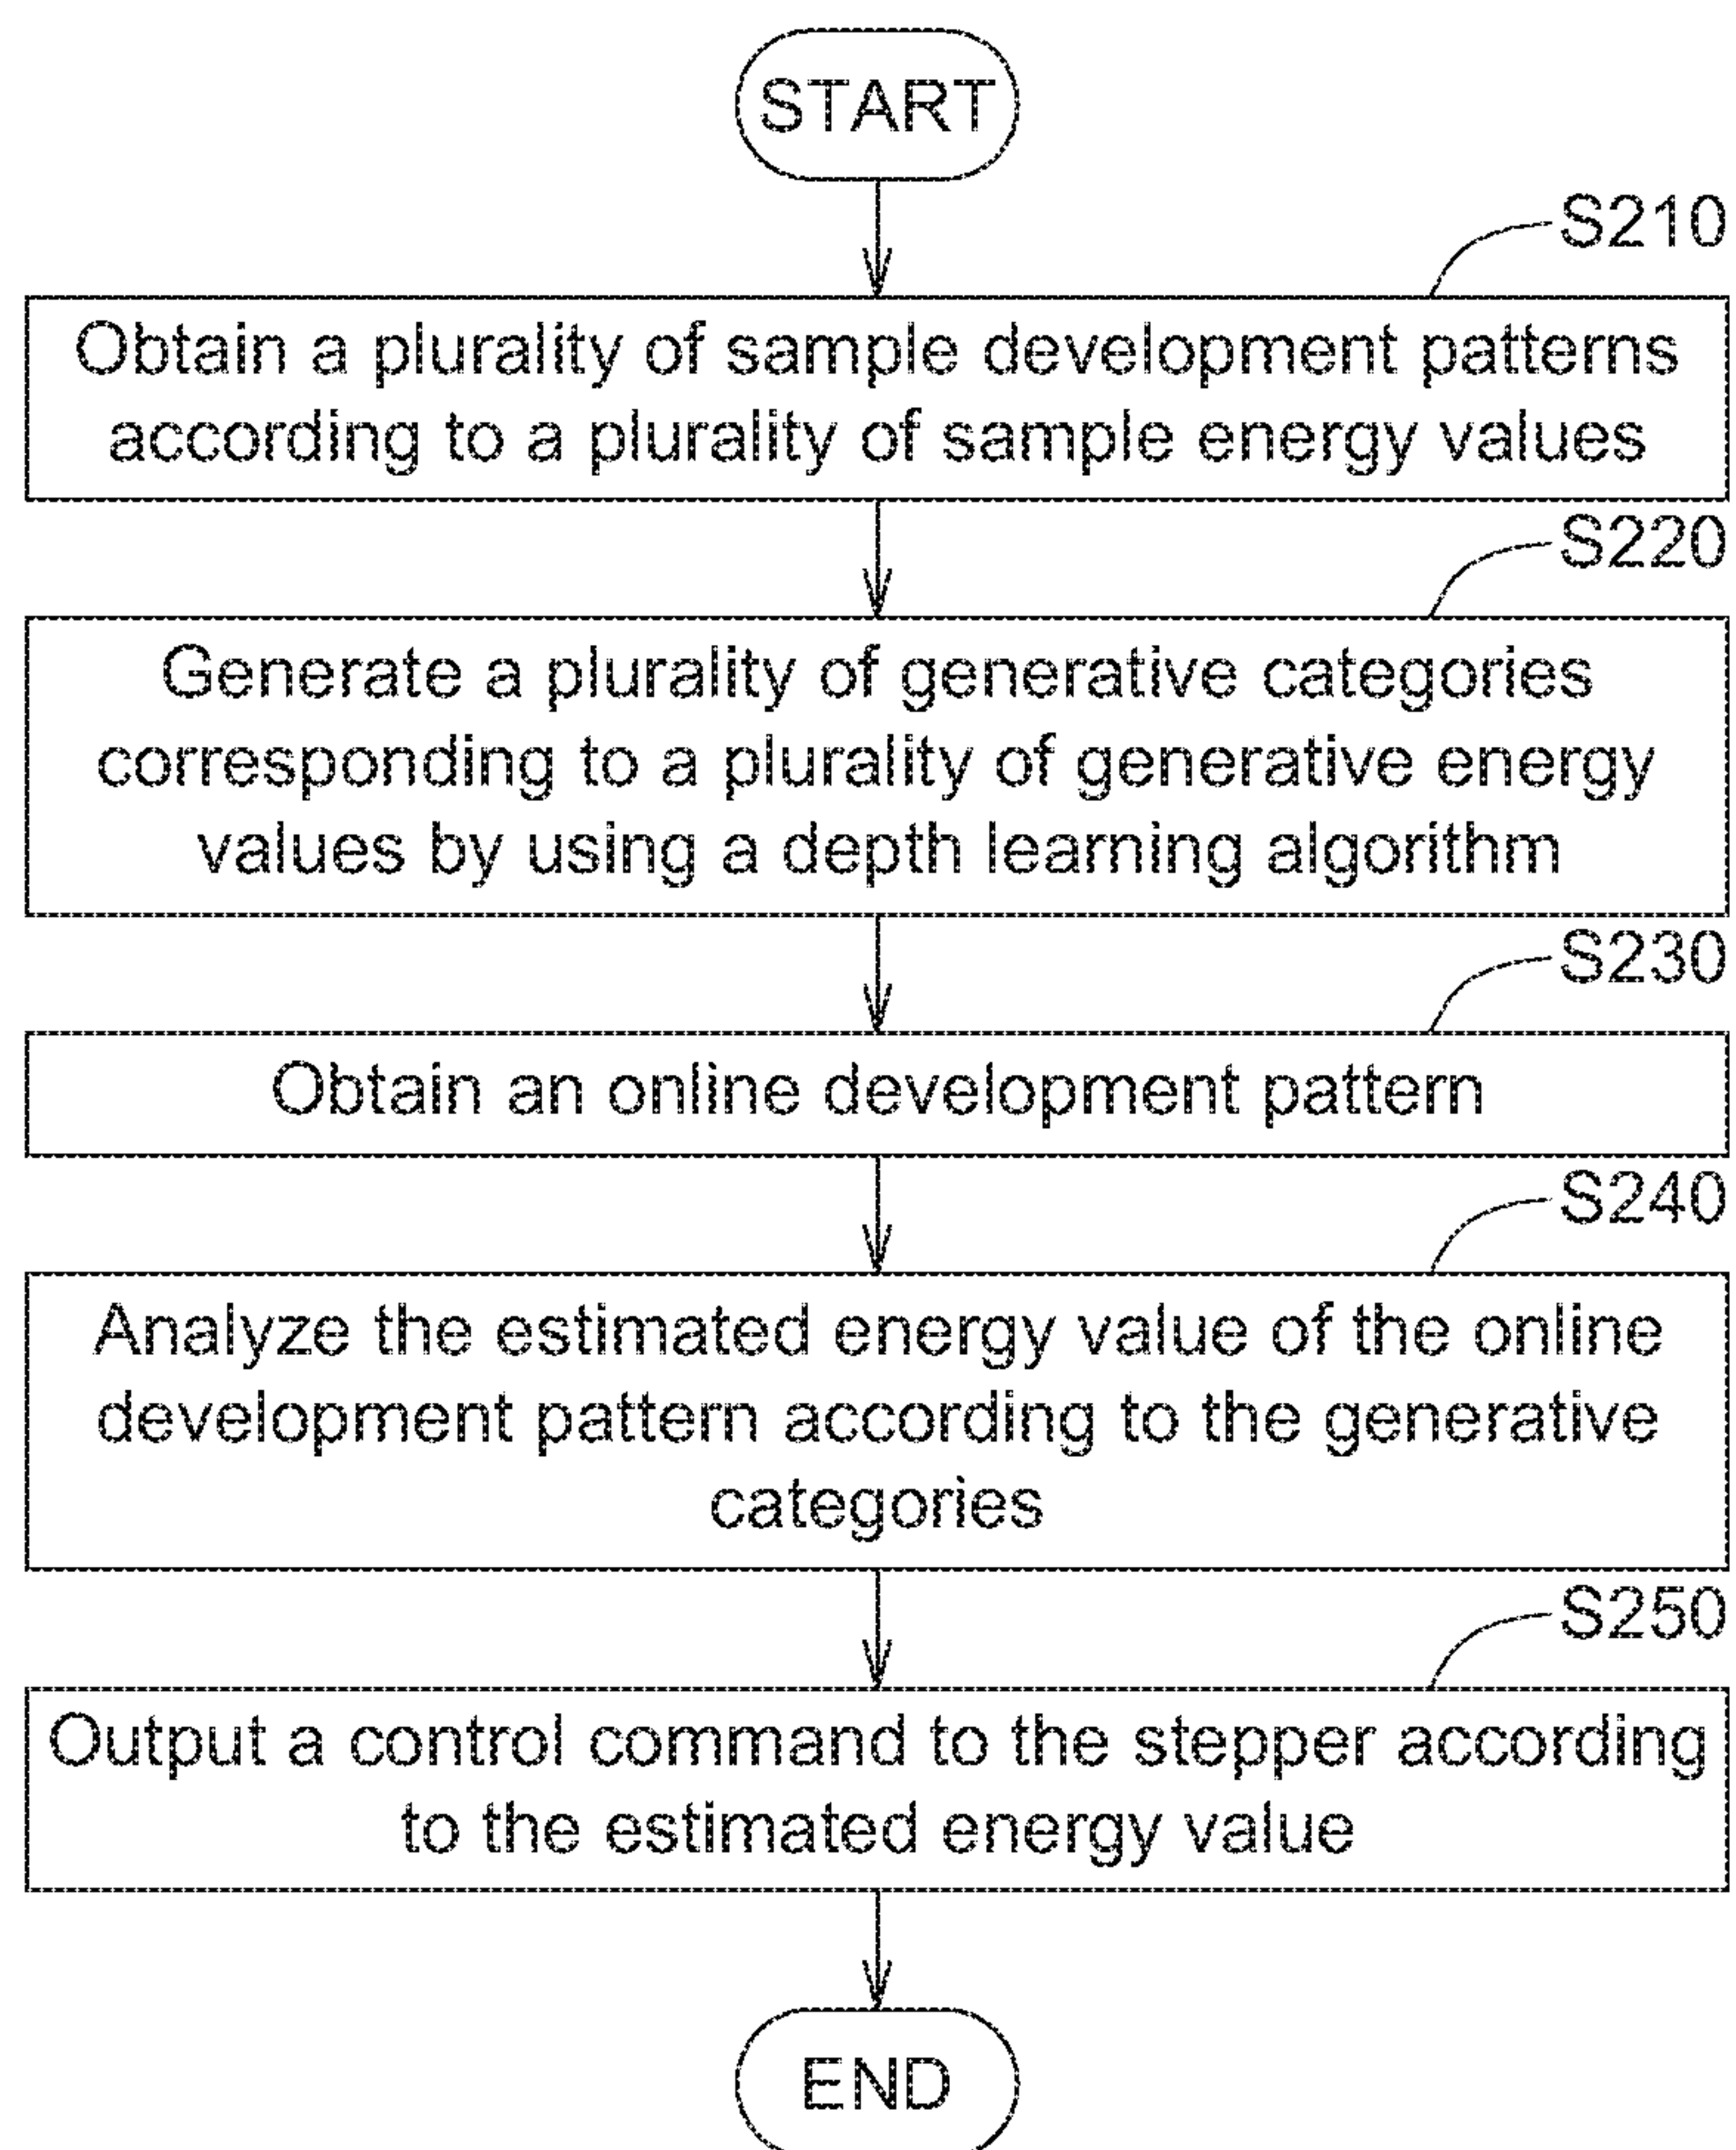 START
S210
Obtain a plurality of sample development patterns
according to a plurality of sample energy values
S220
Generate a plurality of generative categories
corresponding to a plurality of generative energy
values by using a depth learning algorithm
S230
Obtain an online development pattern
S240
Analyze the estimated energy value of the online
development pattern according to the generative
categories
S250
Output a control command to the stepper according
to the estimated energy value
END